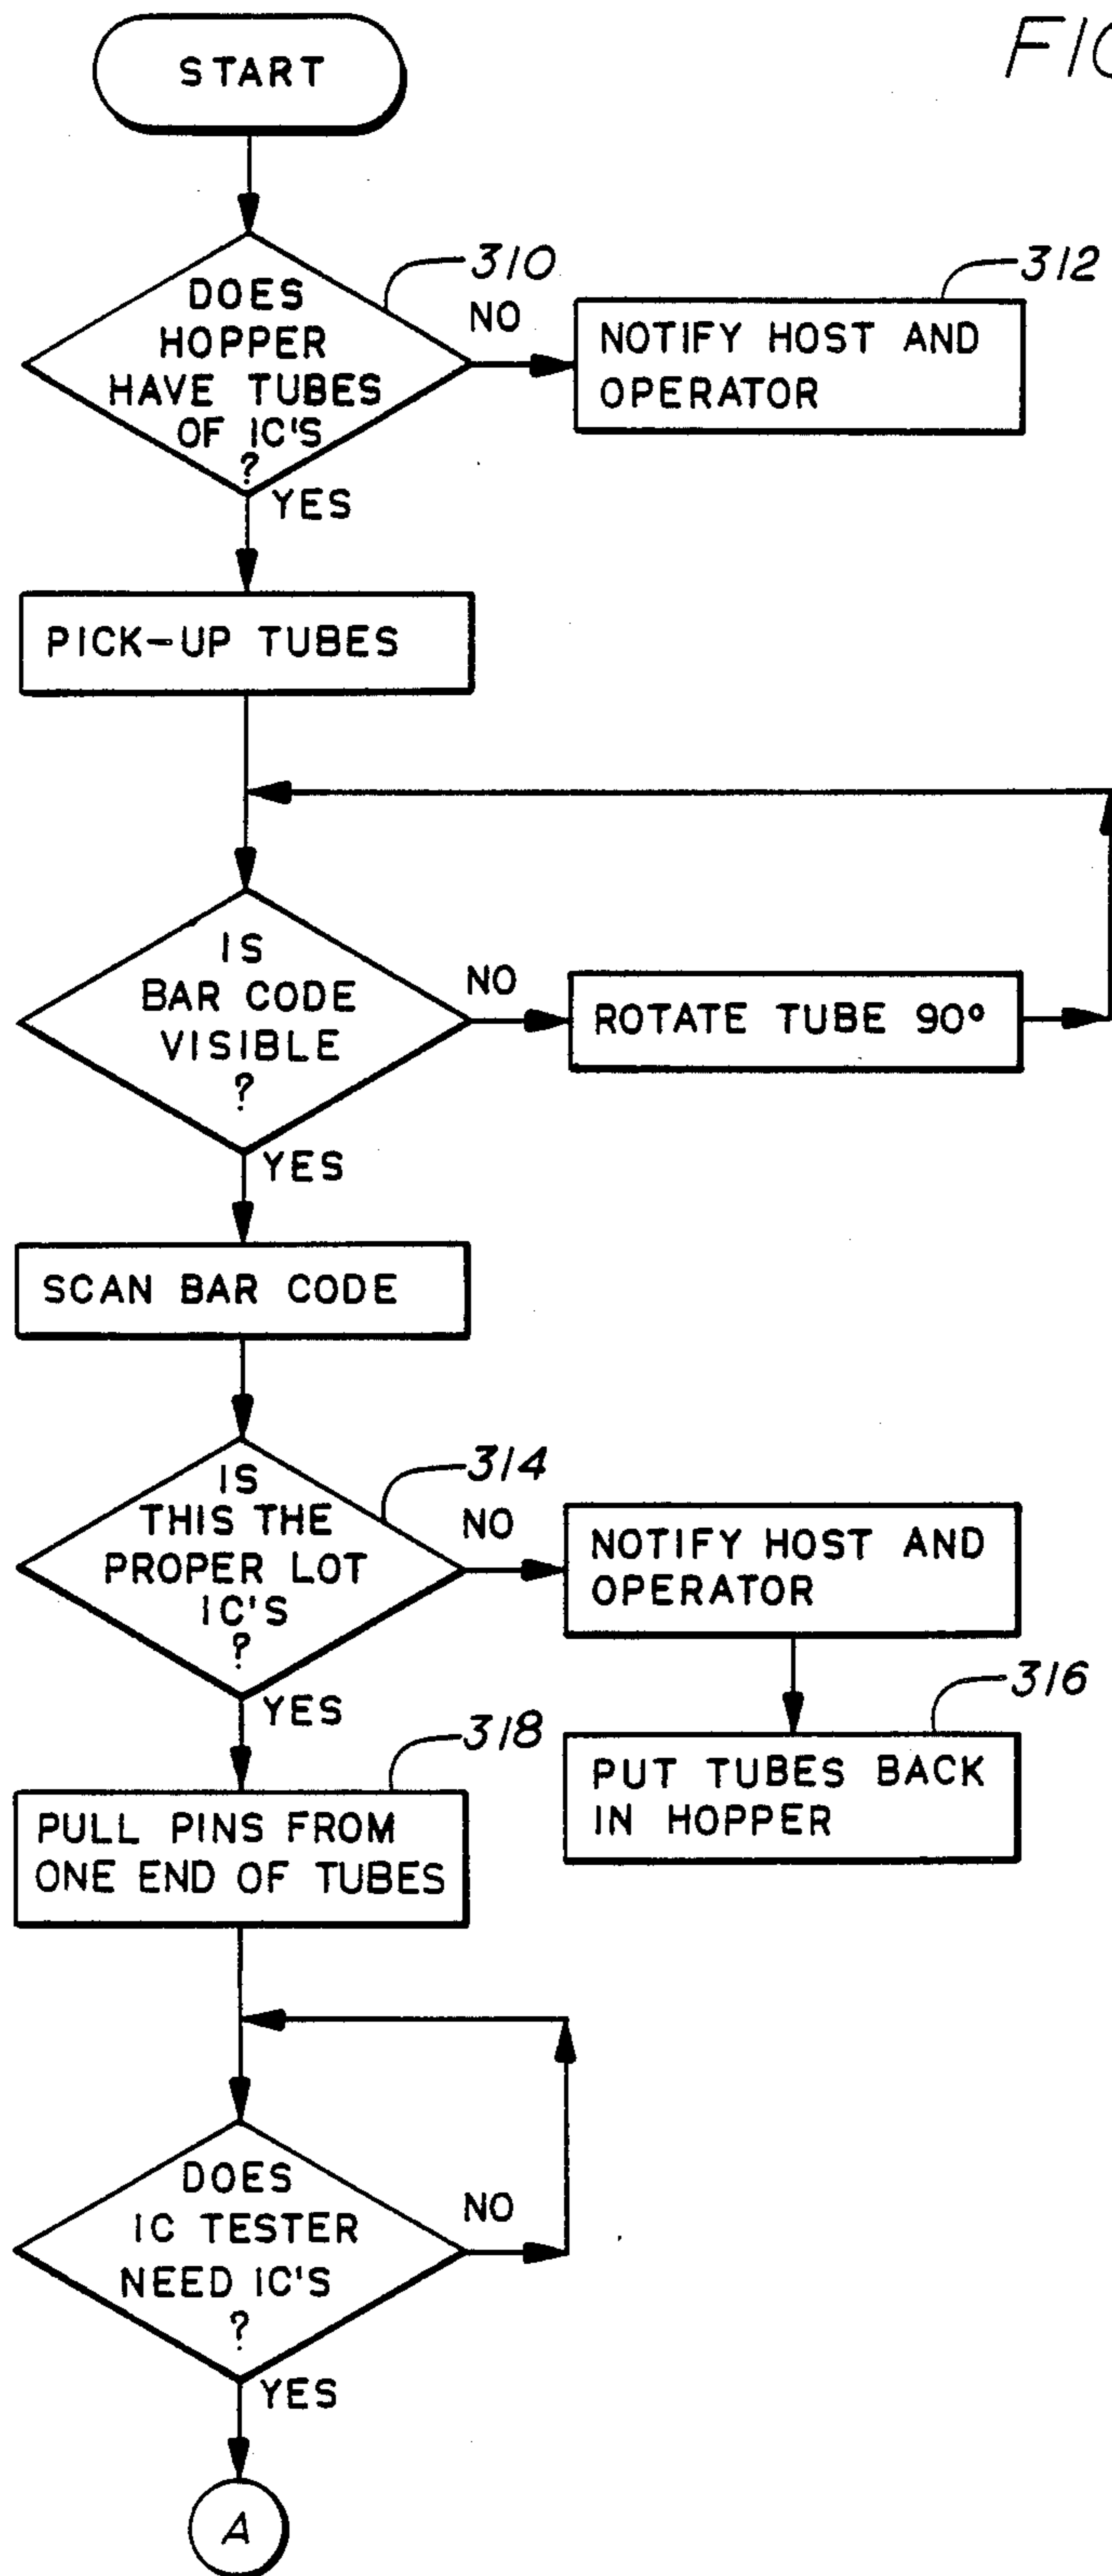 FIG
START
310
DOES
HOPPER
HAVE TUBES
OF IC'S
?
NO
312
NOTIFY HOST AND
OPERATOR
YES
PICK-UP TUBES
IS
BAR CODE
VISIBLE
?
NO
ROTATE TUBE 90°
YES
SCAN BAR CODE
314
IS
THIS THE
PROPER LOT
IC'S
?
NO
NOTIFY HOST AND
OPERATOR
YES
316
PUT TUBES BACK
IN HOPPER
318
PULL PINS FROM
ONE END OF TUBES
DOES
IC TESTER
NEED IC'S
?
NO
YES
A